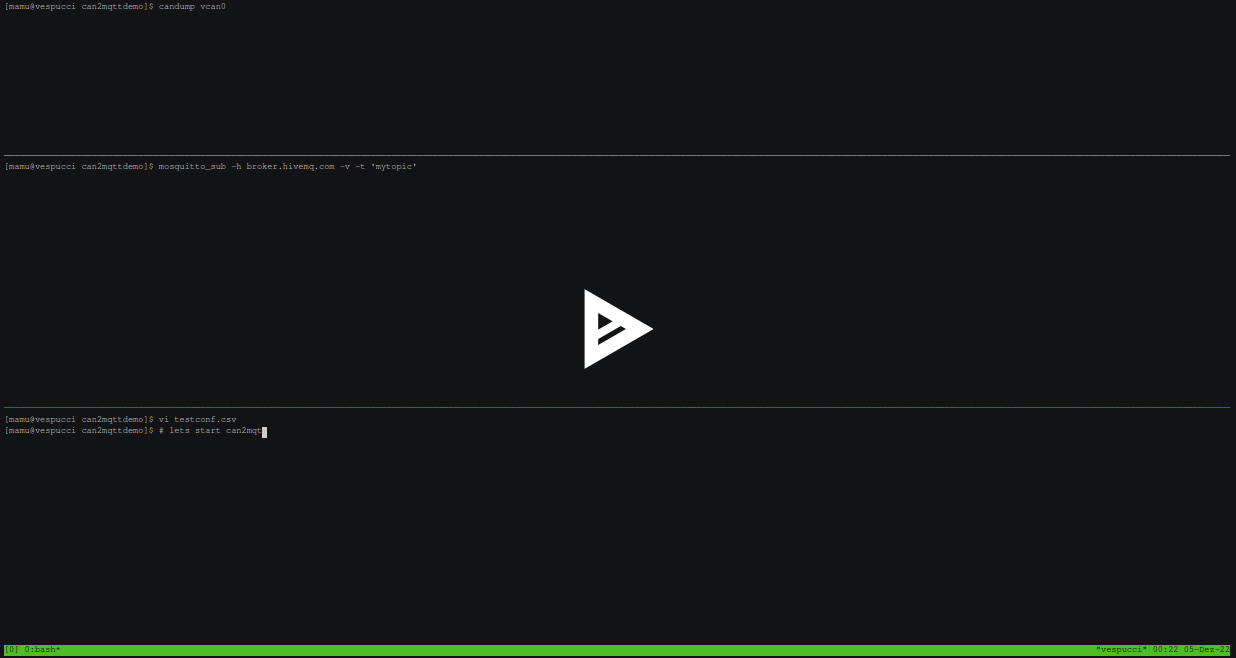 [mamu@vespucci can2mqttdemo]$ candump vcan0
[mamu@vespucci can2mqttdemo]$ mosquitto_sub -h broker.hivemq.com -v -t 'mytopic'
[mamu@vespucci can2mqttdemo]$ vi testconf.csv
[mamu@vespucci can2mqttdemo]$ # lets start can2mqt
[0] 0:bash* "vespucci" 00:22 05-Dez-22